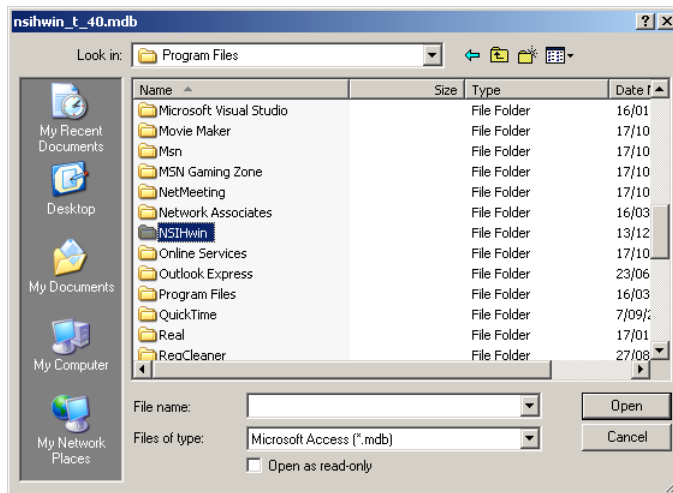 nsihwin_t_40.mdb
Look in: Program Files
Name Size Type Date
Microsoft Visual Studio File Folder 16/01
Movie Maker File Folder 17/10
Msn File Folder 17/10
MSN Gaming Zone File Folder 17/10
NetMeeting File Folder 17/10
Network Associates File Folder 16/03
NSIHwin File Folder 13/12
Online Services File Folder 17/10
Outlook Express File Folder 23/06
Program Files File Folder 16/03
QuickTime File Folder 7/09/
Real File Folder 17/01
RegCleaner File Folder 27/08
My Recent
Documents
Desktop
My Documents
My Computer
My Network
Places
File name: Open
Files of type: Microsoft Access (*.mdb) Cancel
Open as read-only